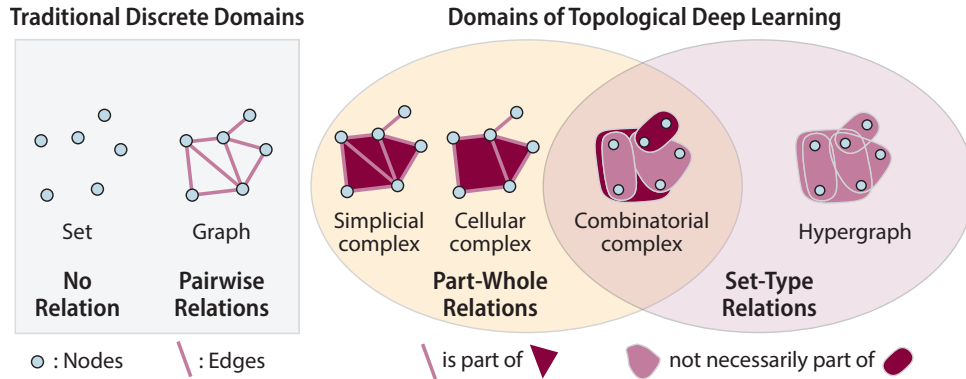 Traditional Discrete Domains
Domains of Topological Deep Learning
Set
Graph
Simplicial
complex
Cellular
complex
Combinatorial
complex
Hypergraph
No
Relation
Pairwise
Relations
Part-Whole
Relations
Set-Type
Relations
: Nodes
: Edges
is part of
not necessarily part of